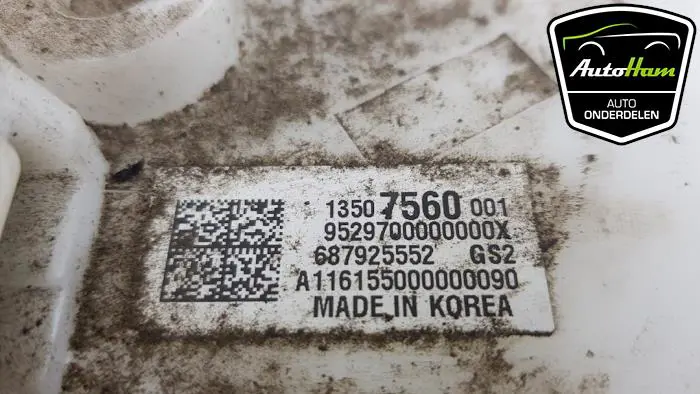 AutoHam
AUTO
ONDERDELEN
1350 7560 001
9529700000000X
687925552 GS2
A116155000000090
MADE IN KOREA